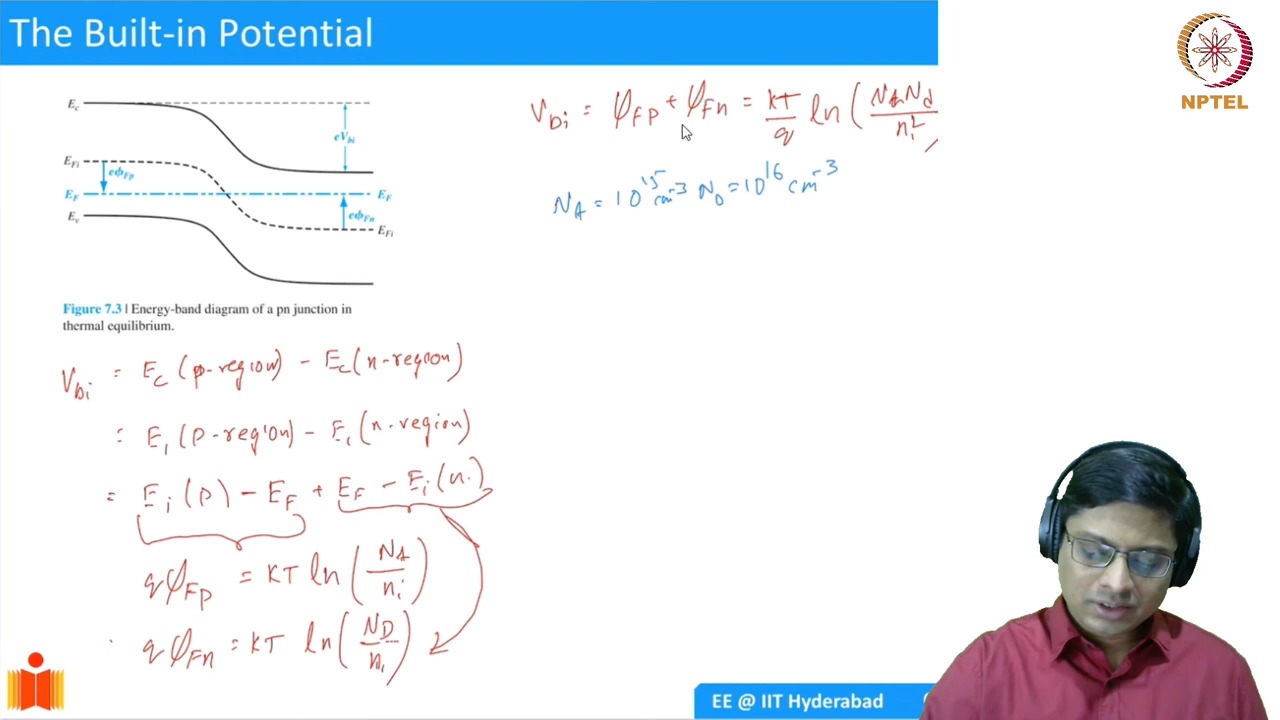 The Built-in Potential
NPTEL
E_c
eV_bi
E_Fi
eϕ_Fp
E_F
E_F
E_v
eϕ_Fn
E_Fi
Figure 7.3 | Energy-band diagram of a pn junction in
thermal equilibrium.
V_bi = E_c (p-region) - E_c (n-region)
= E_i (p-region) - E_i (n-region)
= E_i (p) - E_F + E_F - E_i (n)
qφ_Fp = KT ln (N_A / n_i)
qφ_Fn = KT ln (N_D / n_i)
V_bi = φ_Fp + φ_Fn = KT/q ln (N_A N_d / n_i^2)
N_A = 10^15 cm^-3 N_D = 10^16 cm^-3
EE @ IIT Hyderabad